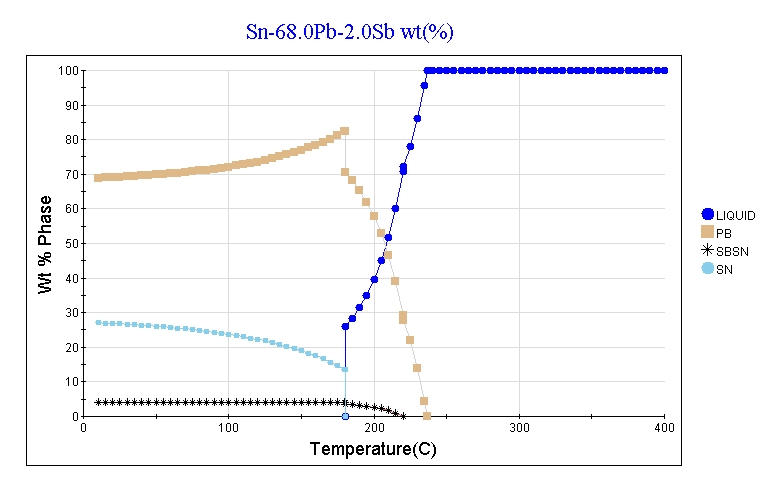 Sn-68.0Pb-2.0Sb wt(%)
100
90
80
70
60
50
40
30
20
10
0
Wt % Phase
0 100 200 300 400
Temperature(C)
LIQUID
PB
SBSN
SN